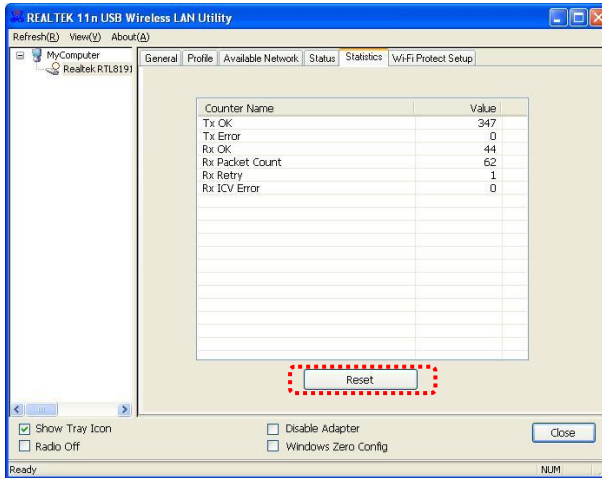 REALTEK 11n USB Wireless LAN Utility
Refresh(R) View(V) About(A)
MyComputer
Realtek RTL8191
General Profile Available Network Status Statistics Wi-Fi Protect Setup
Counter Name Value
Tx OK 347
Tx Error 0
Rx OK 44
Rx Packet Count 62
Rx Retry 1
Rx ICV Error 0
Reset
Show Tray Icon Disable Adapter
Radio Off Windows Zero Config
Close
Ready NUM